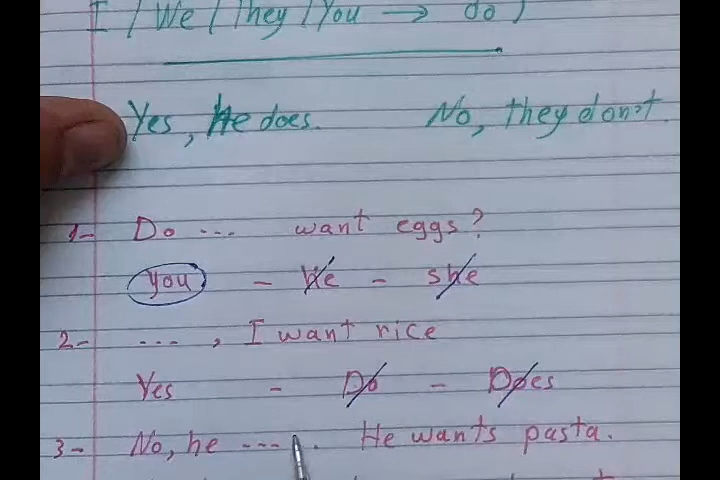 I / We / They / You → do )
Yes, He does. No, they don't.
1- Do --- want eggs?
you - He - she
2- ---, I want rice
Yes - Do - Does
3- No, he ---. He wants pasta.